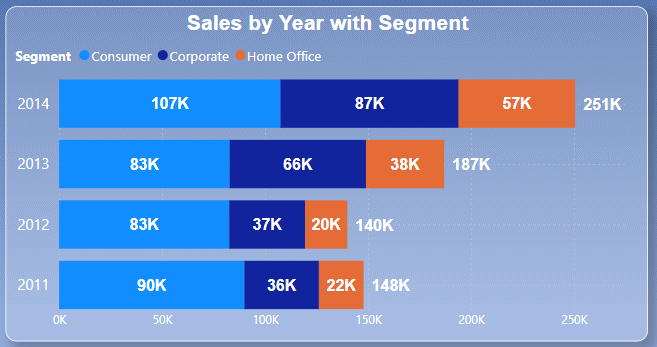 Sales by Year with Segment
Segment Consumer Corporate Home Office
2014 107K 87K 57K 251K
2013 83K 66K 38K 187K
2012 83K 37K 20K 140K
2011 90K 36K 22K 148K
0K 50K 100K 150K 200K 250K